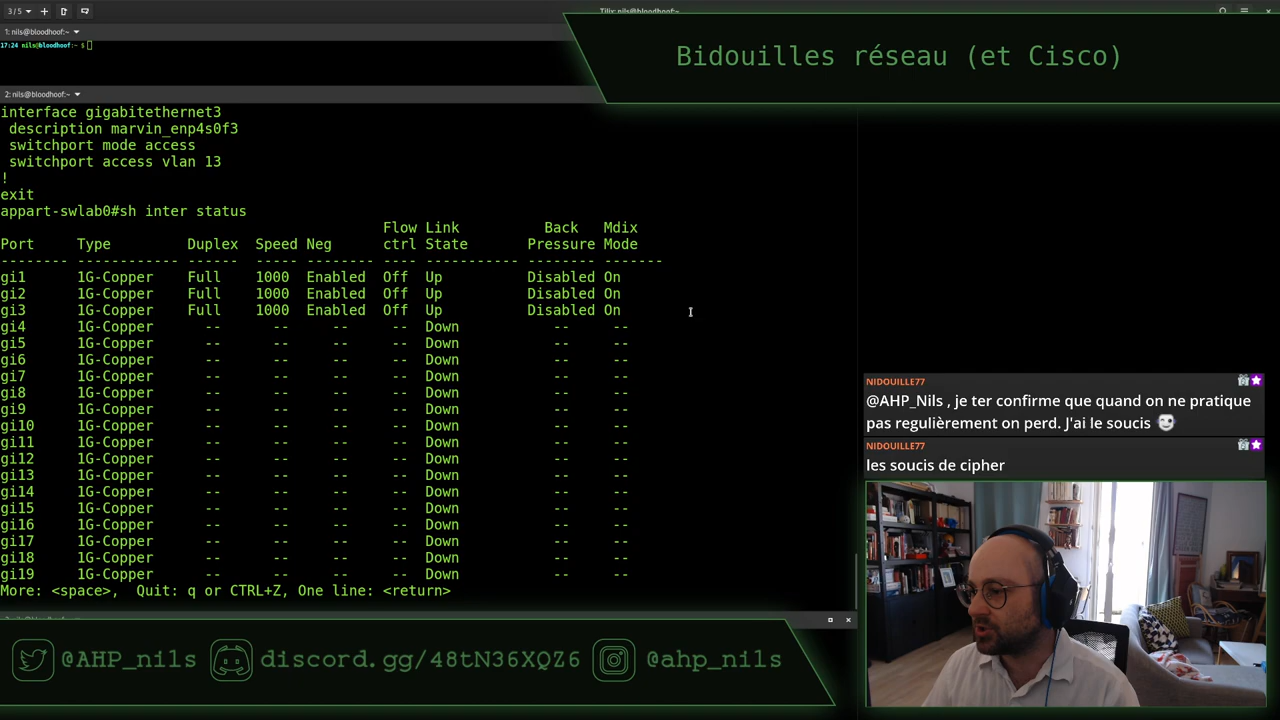 3 / 5
Tilix: nils@bloodhoof:~
1: nils@bloodhoof:~
17:24 nils@bloodhoof:~ $
Bidouilles réseau (et Cisco)
2: nils@bloodhoof:~
interface gigabitethernet3
description marvin_enp4s0f3
switchport mode access
switchport access vlan 13
!
exit
appart-swlab0#sh inter status
Flow Link Back Mdix
Port Type Duplex Speed Neg ctrl State Pressure Mode
-------- ------------ ------ ----- -------- ---- ----------- -------- -------
gi1 1G-Copper Full 1000 Enabled Off Up Disabled On
gi2 1G-Copper Full 1000 Enabled Off Up Disabled On
gi3 1G-Copper Full 1000 Enabled Off Up Disabled On
gi4 1G-Copper -- -- -- -- Down -- --
gi5 1G-Copper -- -- -- -- Down -- --
gi6 1G-Copper -- -- -- -- Down -- --
gi7 1G-Copper -- -- -- -- Down -- --
gi8 1G-Copper -- -- -- -- Down -- --
gi9 1G-Copper -- -- -- -- Down -- --
gi10 1G-Copper -- -- -- -- Down -- --
gi11 1G-Copper -- -- -- -- Down -- --
gi12 1G-Copper -- -- -- -- Down -- --
gi13 1G-Copper -- -- -- -- Down -- --
gi14 1G-Copper -- -- -- -- Down -- --
gi15 1G-Copper -- -- -- -- Down -- --
gi16 1G-Copper -- -- -- -- Down -- --
gi17 1G-Copper -- -- -- -- Down -- --
gi18 1G-Copper -- -- -- -- Down -- --
gi19 1G-Copper -- -- -- -- Down -- --
More: <space>, Quit: q or CTRL+Z, One line: <return>
NIDOUILLE77
@AHP_Nils , je ter confirme que quand on ne pratique
pas regulièrement on perd. J'ai le soucis
NIDOUILLE77
les soucis de cipher
@AHP_nils discord.gg/48tN36XQZ6 @ahp_nils